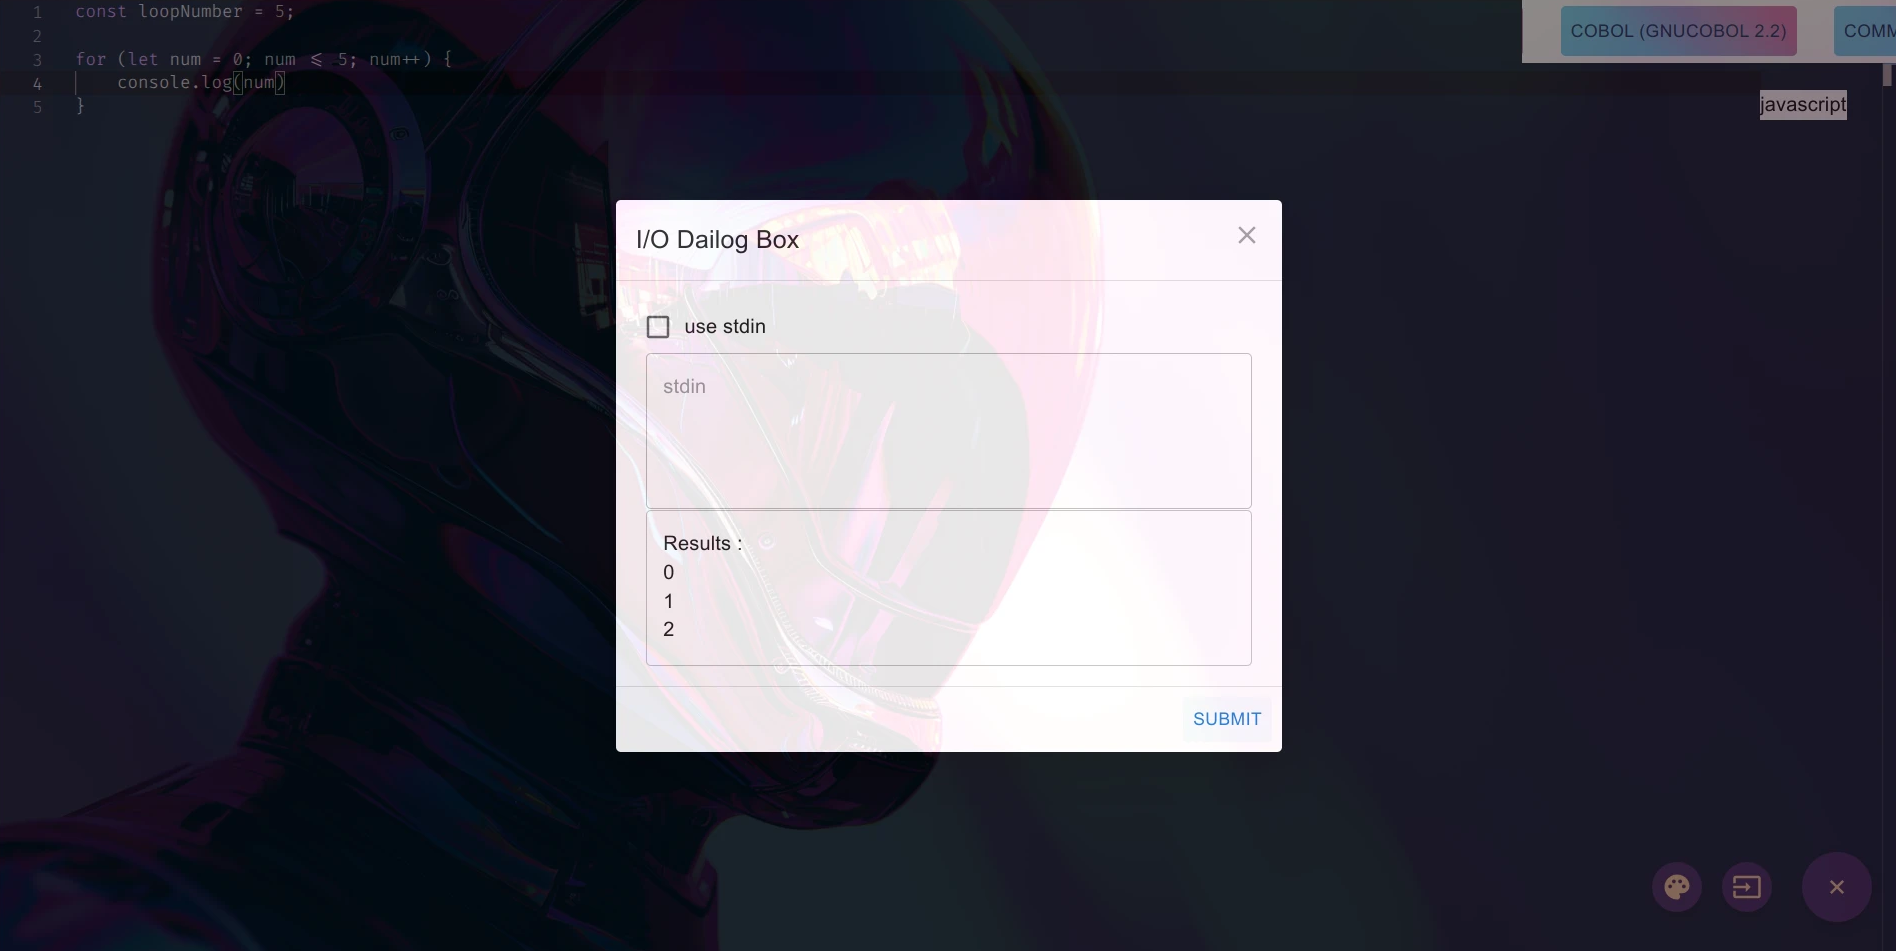 1 const loopNumber = 5;
2
3 for (let num = 0; num <= 5; num++) {
4 console.log(num)
5 }
COBOL (GNUCOBOL 2.2)
javascript
I/O Dailog Box
use stdin
stdin
Results :
0
1
2
SUBMIT